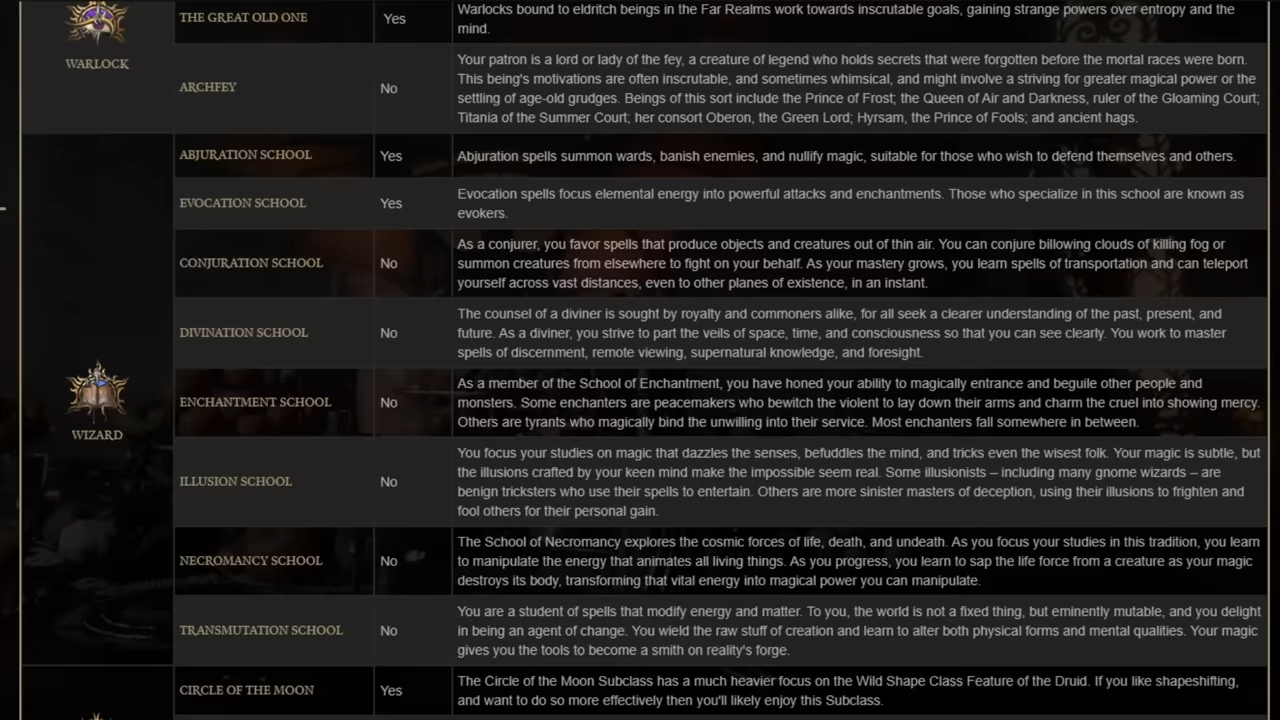 THE GREAT OLD ONE
Yes
Warlocks bound to eldritch beings in the Far Realms work towards inscrutable goals, gaining strange powers over entropy and the
mind.
WARLOCK
ARCHFEY
No
Your patron is a lord or lady of the fey, a creature of legend who holds secrets that were forgotten before the mortal races were born.
This being's motivations are often inscrutable, and sometimes whimsical, and might involve a striving for greater magical power or the
settling of age-old grudges. Beings of this sort include the Prince of Frost; the Queen of Air and Darkness, ruler of the Gloaming Court;
Titania of the Summer Court; her consort Oberon, the Green Lord; Hyrsam, the Prince of Fools; and ancient hags.
ABJURATION SCHOOL
Yes
Abjuration spells summon wards, banish enemies, and nullify magic, suitable for those who wish to defend themselves and others.
EVOCATION SCHOOL
Yes
Evocation spells focus elemental energy into powerful attacks and enchantments. Those who specialize in this school are known as
evokers.
CONJURATION SCHOOL
No
As a conjurer, you favor spells that produce objects and creatures out of thin air. You can conjure billowing clouds of killing fog or
summon creatures from elsewhere to fight on your behalf. As your mastery grows, you learn spells of transportation and can teleport
yourself across vast distances, even to other planes of existence, in an instant.
DIVINATION SCHOOL
No
The counsel of a diviner is sought by royalty and commoners alike, for all seek a clearer understanding of the past, present, and
future. As a diviner, you strive to part the veils of space, time, and consciousness so that you can see clearly. You work to master
spells of discernment, remote viewing, supernatural knowledge, and foresight.
WIZARD
ENCHANTMENT SCHOOL
No
As a member of the School of Enchantment, you have honed your ability to magically entrance and beguile other people and
monsters. Some enchanters are peacemakers who bewitch the violent to lay down their arms and charm the cruel into showing mercy.
Others are tyrants who magically bind the unwilling into their service. Most enchanters fall somewhere in between.
ILLUSION SCHOOL
No
You focus your studies on magic that dazzles the senses, befuddles the mind, and tricks even the wisest folk. Your magic is subtle, but
the illusions crafted by your keen mind make the impossible seem real. Some illusionists – including many gnome wizards – are
benign tricksters who use their spells to entertain. Others are more sinister masters of deception, using their illusions to frighten and
fool others for their personal gain.
NECROMANCY SCHOOL
No
The School of Necromancy explores the cosmic forces of life, death, and undeath. As you focus your studies in this tradition, you learn
to manipulate the energy that animates all living things. As you progress, you learn to sap the life force from a creature as your magic
destroys its body, transforming that vital energy into magical power you can manipulate.
TRANSMUTATION SCHOOL
No
You are a student of spells that modify energy and matter. To you, the world is not a fixed thing, but eminently mutable, and you delight
in being an agent of change. You wield the raw stuff of creation and learn to alter both physical forms and mental qualities. Your magic
gives you the tools to become a smith on reality's forge.
CIRCLE OF THE MOON
Yes
The Circle of the Moon Subclass has a much heavier focus on the Wild Shape Class Feature of the Druid. If you like shapeshifting,
and want to do so more effectively then you'll likely enjoy this Subclass.